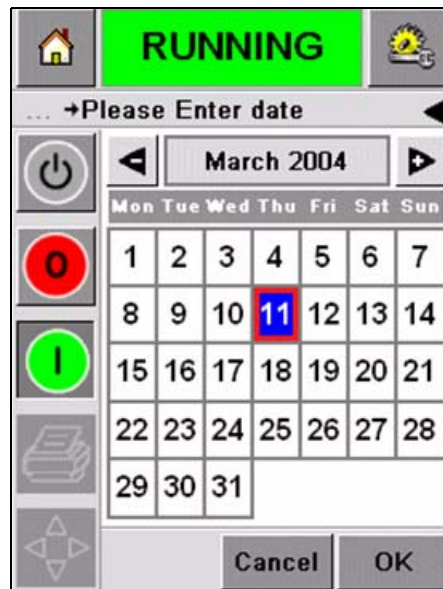 RUNNING
... →Please Enter date
March 2004
Mon Tue Wed Thu Fri Sat Sun
1 2 3 4 5 6 7
8 9 10 11 12 13 14
15 16 17 18 19 20 21
22 23 24 25 26 27 28
29 30 31
0
I
Cancel OK